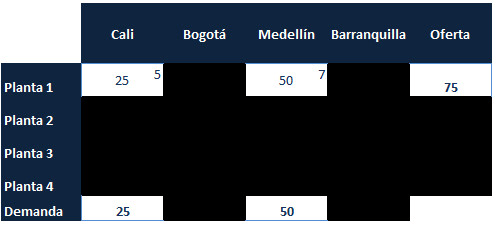 Cali Bogotá Medellín Barranquilla Oferta
Planta 1 25 5 50 7 75
Planta 2
Planta 3
Planta 4
Demanda 25 50